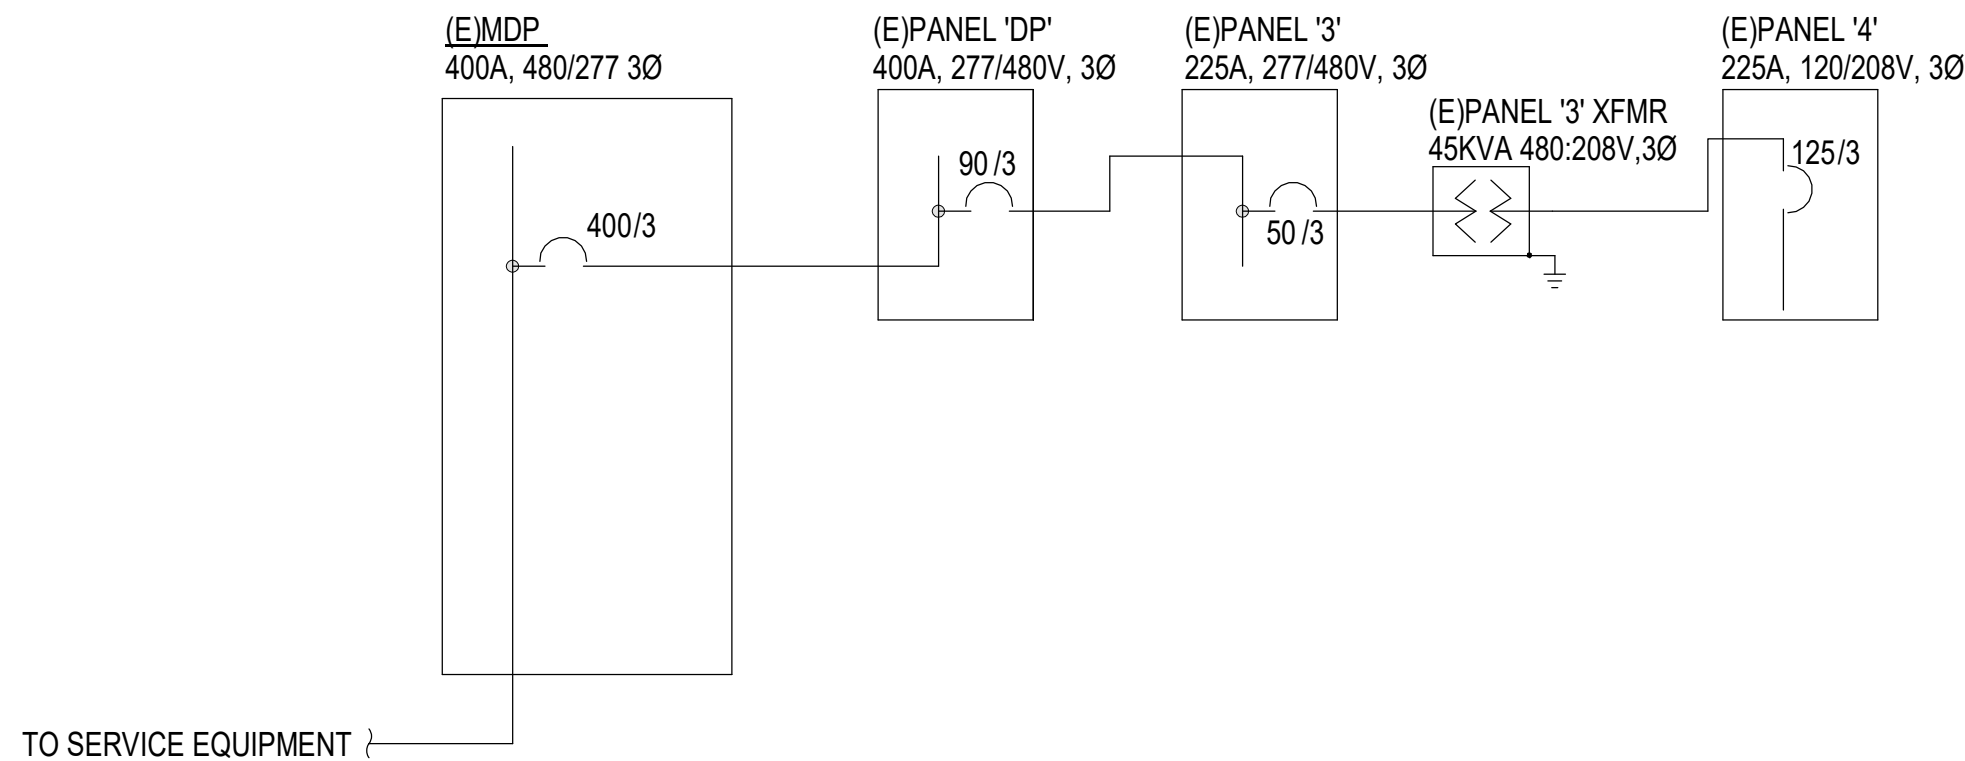 (E)MDP
400A, 480/277 3Ø
(E)PANEL 'DP'
400A, 277/480V, 3Ø
(E)PANEL '3'
225A, 277/480V, 3Ø
(E)PANEL '3' XFMR
45KVA 480:208V,3Ø
(E)PANEL '4'
225A, 120/208V, 3Ø
400/3
90/3
50/3
125/3
TO SERVICE EQUIPMENT